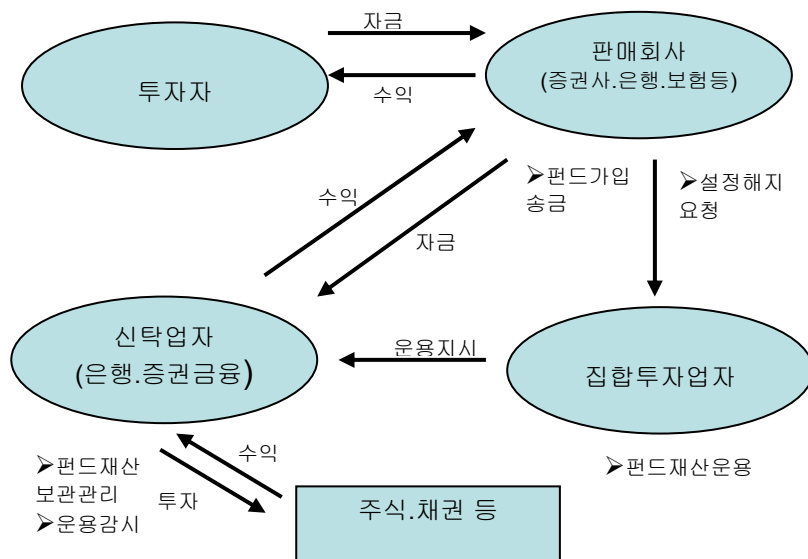 자금
투자자
판매회사
(증권사.은행.보험등)
수익
➢펀드가입
송금
➢설정해지
요청
수익
자금
신탁업자
(은행.증권금융)
운용지시
집합투자업자
➢펀드재산운용
➢펀드재산
보관관리
➢운용감시
수익
투자
주식.채권 등